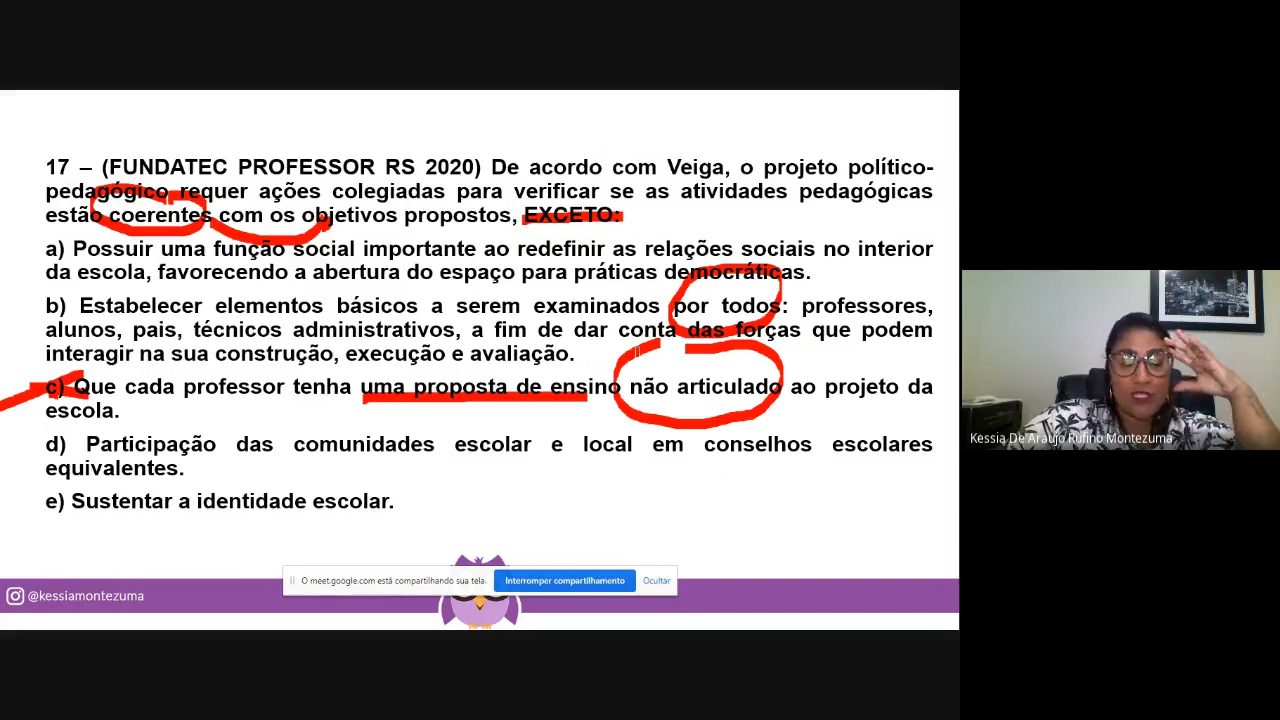 17 – (FUNDATEC PROFESSOR RS 2020) De acordo com Veiga, o projeto político-
pedagógico requer ações colegiadas para verificar se as atividades pedagógicas
estão coerentes com os objetivos propostos, EXCETO:
a) Possuir uma função social importante ao redefinir as relações sociais no interior
da escola, favorecendo a abertura do espaço para práticas democráticas.
b) Estabelecer elementos básicos a serem examinados por todos: professores,
alunos, pais, técnicos administrativos, a fim de dar conta das forças que podem
interagir na sua construção, execução e avaliação.
c) Que cada professor tenha uma proposta de ensino não articulado ao projeto da
escola.
d) Participação das comunidades escolar e local em conselhos escolares
equivalentes.
e) Sustentar a identidade escolar.
Kessia De Araujo Rufino Montezuma
O meet.google.com está compartilhando sua tela.
Interromper compartilhamento
Ocultar
@kessiamontezuma